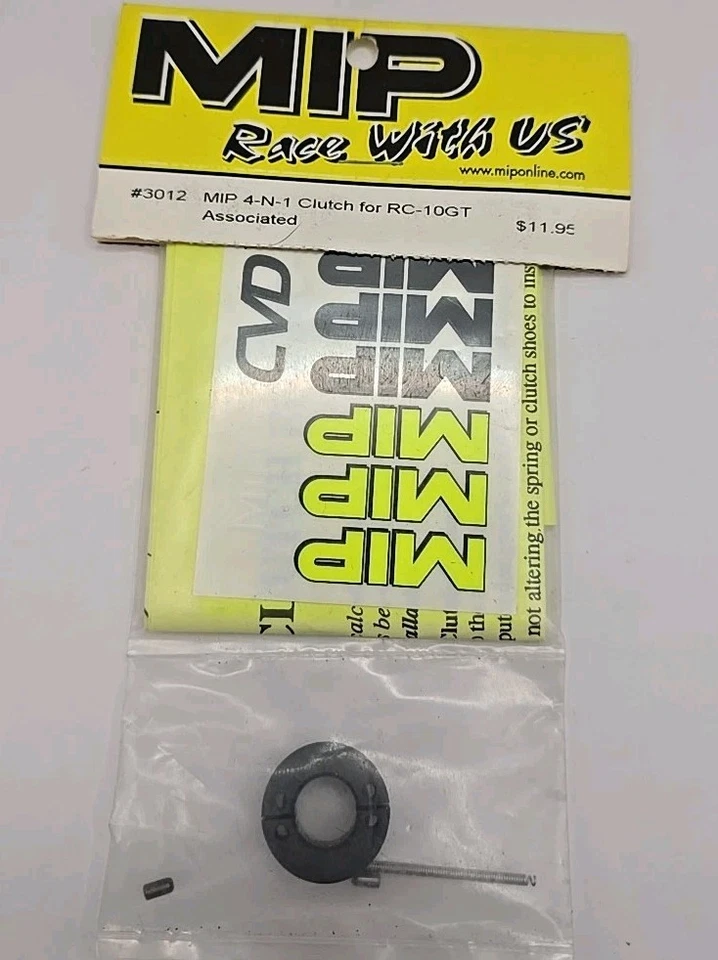 MIP
Race With US
www.miponline.com
#3012 MIP 4-N-1 Clutch for RC-10GT
Associated
$11.95
CVD
MIP
MIP
MIP
MIP
MIP
MIP
not altering the spring or clutch shoes to